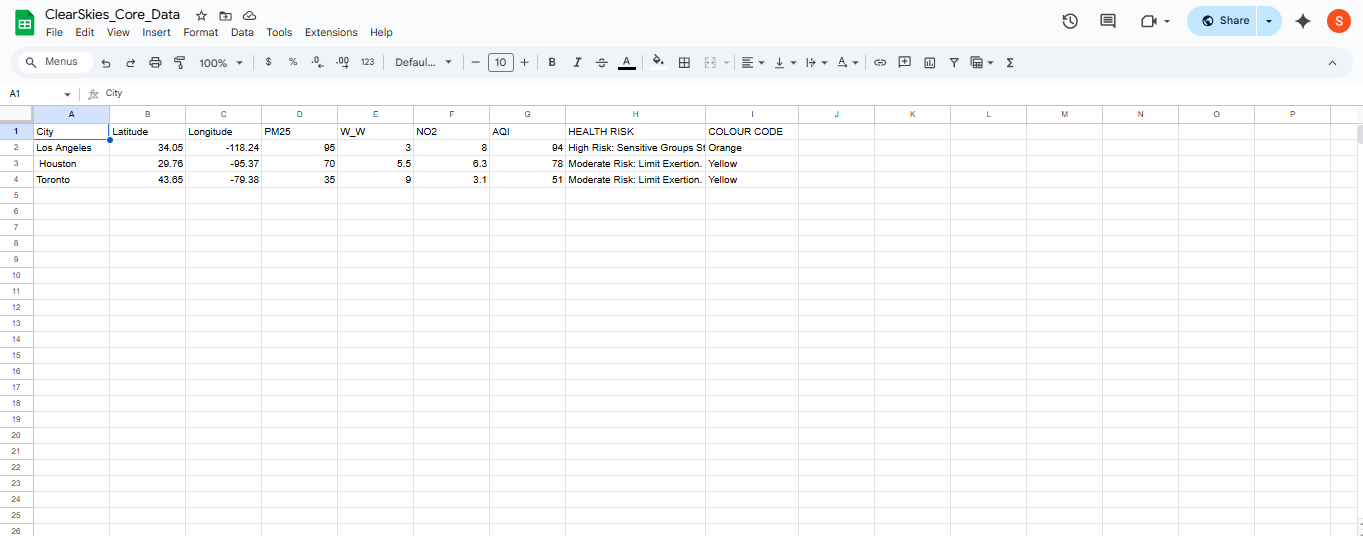 ClearSkies_Core_Data
File Edit View Insert Format Data Tools Extensions Help
Share
S
Menus 100% $ % .0 .00 123 Defaul... − 10 + B I S A A Σ
A1 fx City
A B C D E F G H I J K L M N O P
1 City Latitude Longitude PM25 W_W NO2 AQI HEALTH RISK COLOUR CODE
2 Los Angeles 34.05 -118.24 95 3 8 94 High Risk: Sensitive Groups St Orange
3 Houston 29.76 -95.37 70 5.5 6.3 78 Moderate Risk: Limit Exertion. Yellow
4 Toronto 43.65 -79.38 35 9 3.1 51 Moderate Risk: Limit Exertion. Yellow
5
6
7
8
9
10
11
12
13
14
15
16
17
18
19
20
21
22
23
24
25
26